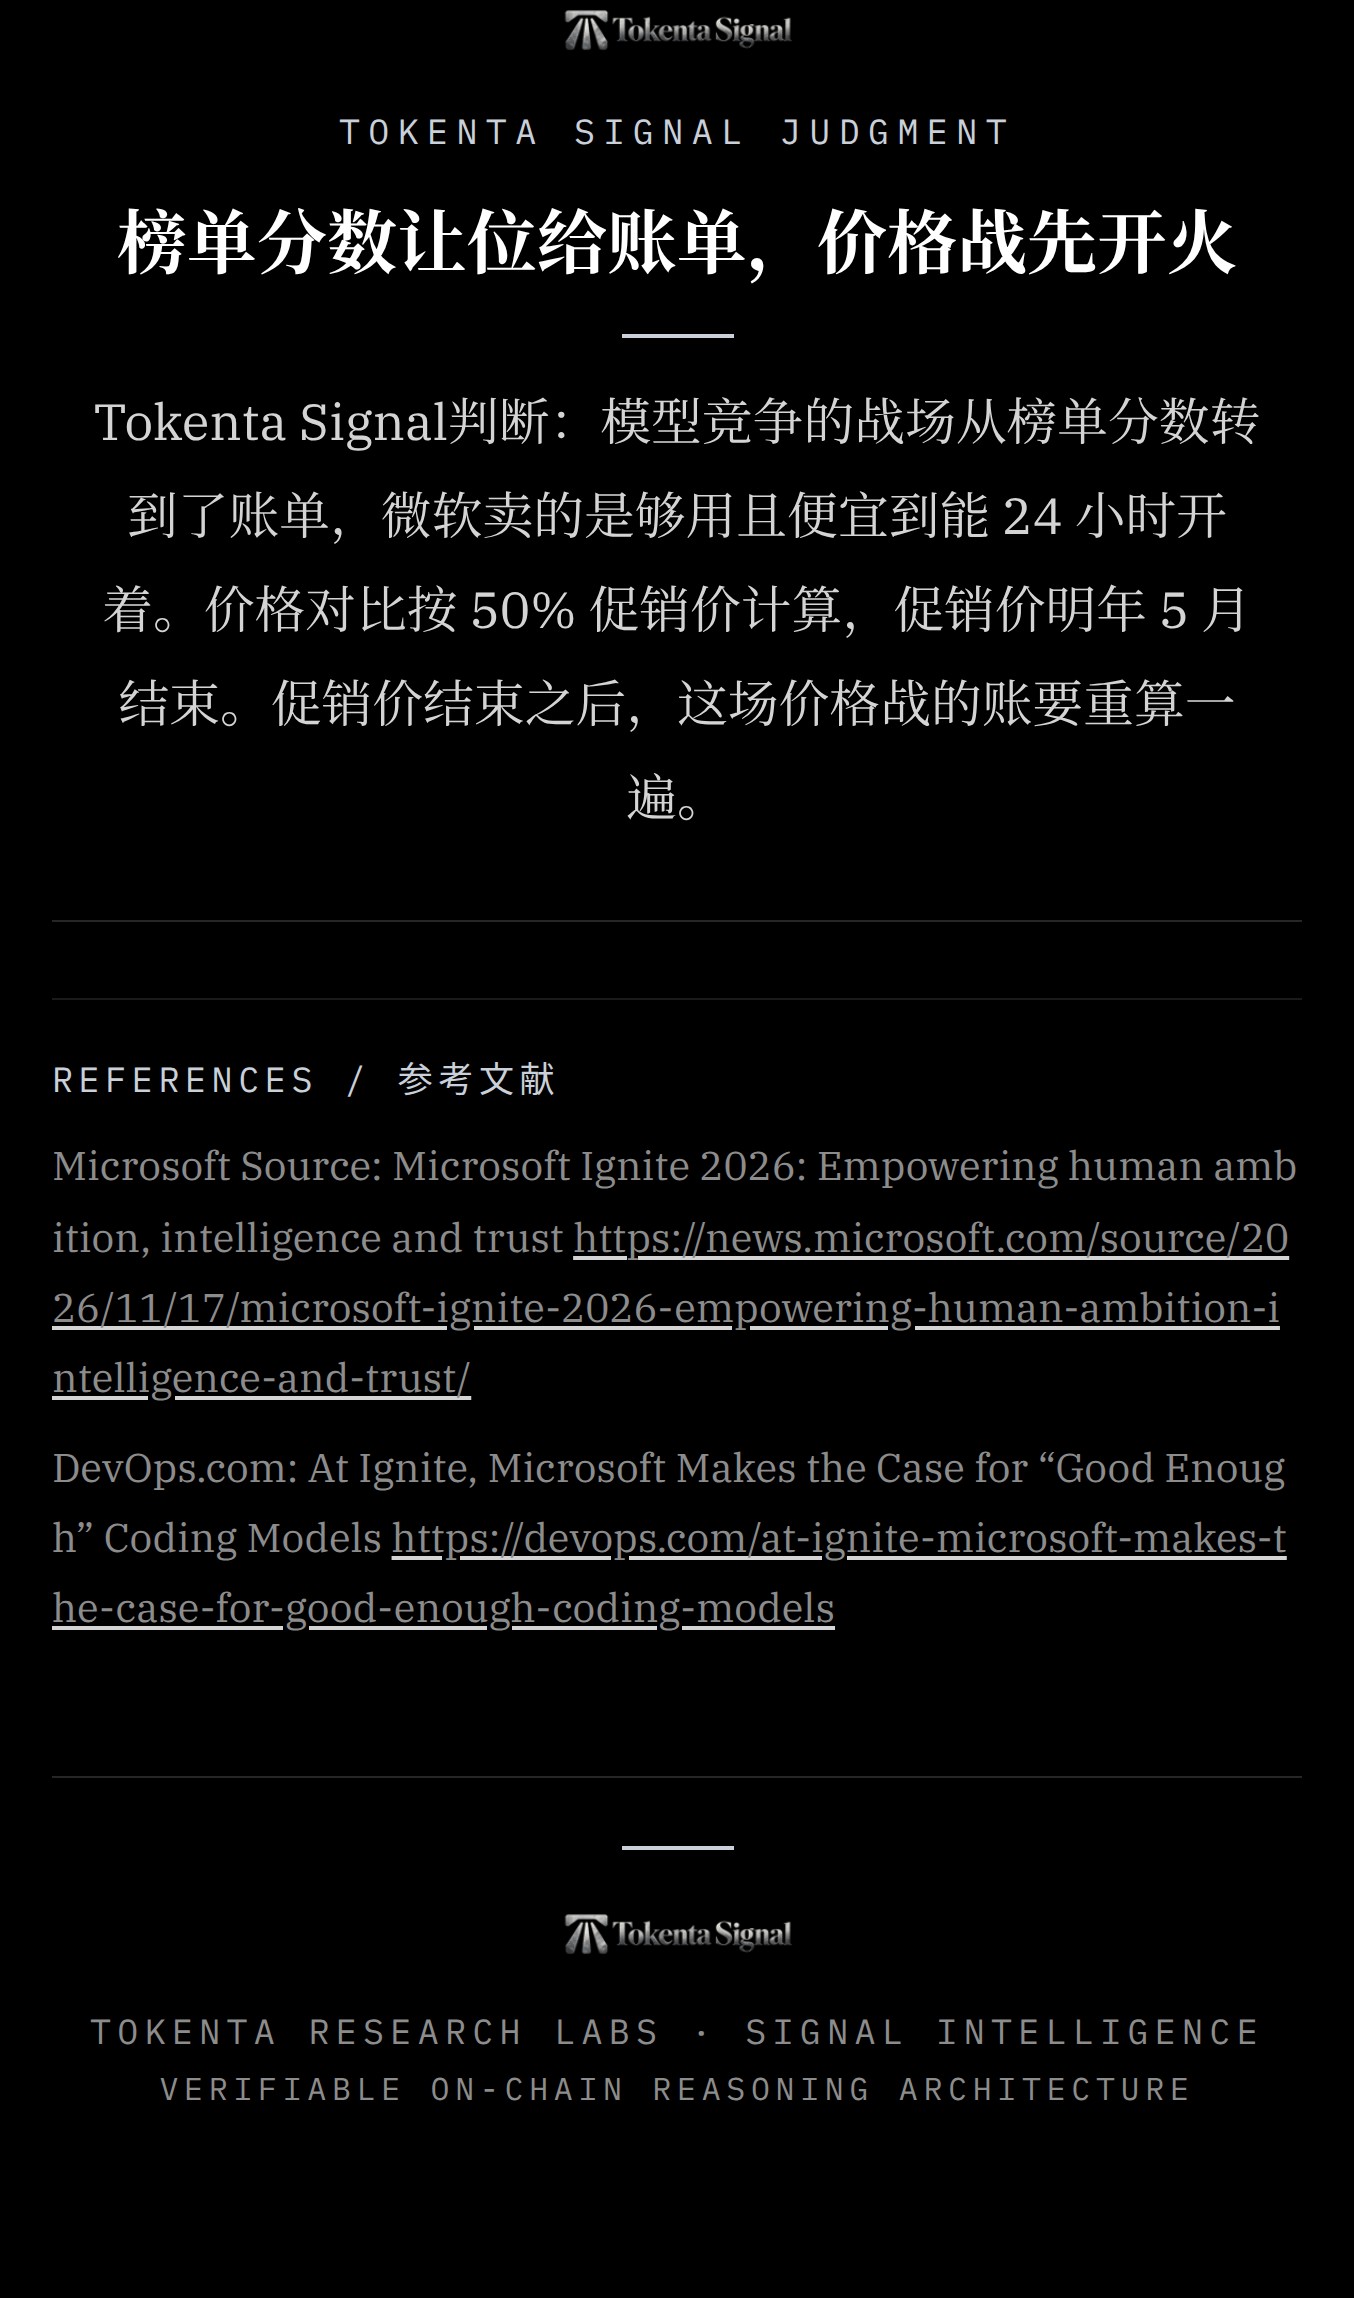 Tokenta Signal
TOKENTA SIGNAL JUDGMENT
榜单分数让位给账单，价格战先开火
Tokenta Signal判断：模型竞争的战场从榜单分数转
到了账单，微软卖的是够用且便宜到能 24 小时开
着。价格对比按 50% 促销价计算，促销价明年 5 月
结束。促销价结束之后，这场价格战的账要重算一
遍。
REFERENCES / 参考文献
Microsoft Source: Microsoft Ignite 2026: Empowering human amb
ition, intelligence and trust https://news.microsoft.com/source/20
26/11/17/microsoft-ignite-2026-empowering-human-ambition-i
ntelligence-and-trust/
DevOps.com: At Ignite, Microsoft Makes the Case for “Good Enoug
h” Coding Models https://devops.com/at-ignite-microsoft-makes-t
he-case-for-good-enough-coding-models
Tokenta Signal
TOKENTA RESEARCH LABS · SIGNAL INTELLIGENCE
VERIFIABLE ON-CHAIN REASONING ARCHITECTURE